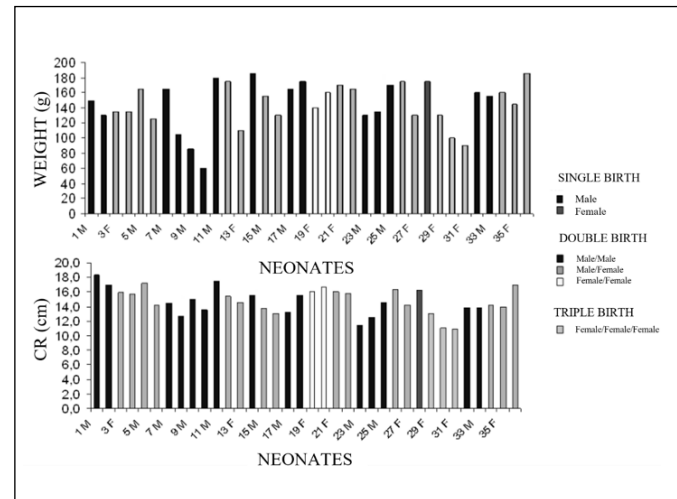 WEIGHT (g)
200
180
160
140
120
100
80
60
40
20
0
1 M
3 F
5 M
7 M
9 M
11 M
13 F
15 M
17 M
19 F
21 F
23 M
25 M
27 F
29 F
31 F
33 M
35 F
NEONATES
CR (cm)
20,0
18,0
16,0
14,0
12,0
10,0
8,0
6,0
4,0
2,0
0,0
1 M
3 F
5 M
7 M
9 M
11 M
13 F
15 M
17 M
19 F
21 F
23 M
25 M
27 F
29 F
31 F
33 M
35 F
NEONATES
SINGLE BIRTH
Male
Female
DOUBLE BIRTH
Male/Male
Male/Female
Female/Female
TRIPLE BIRTH
Female/Female/Female